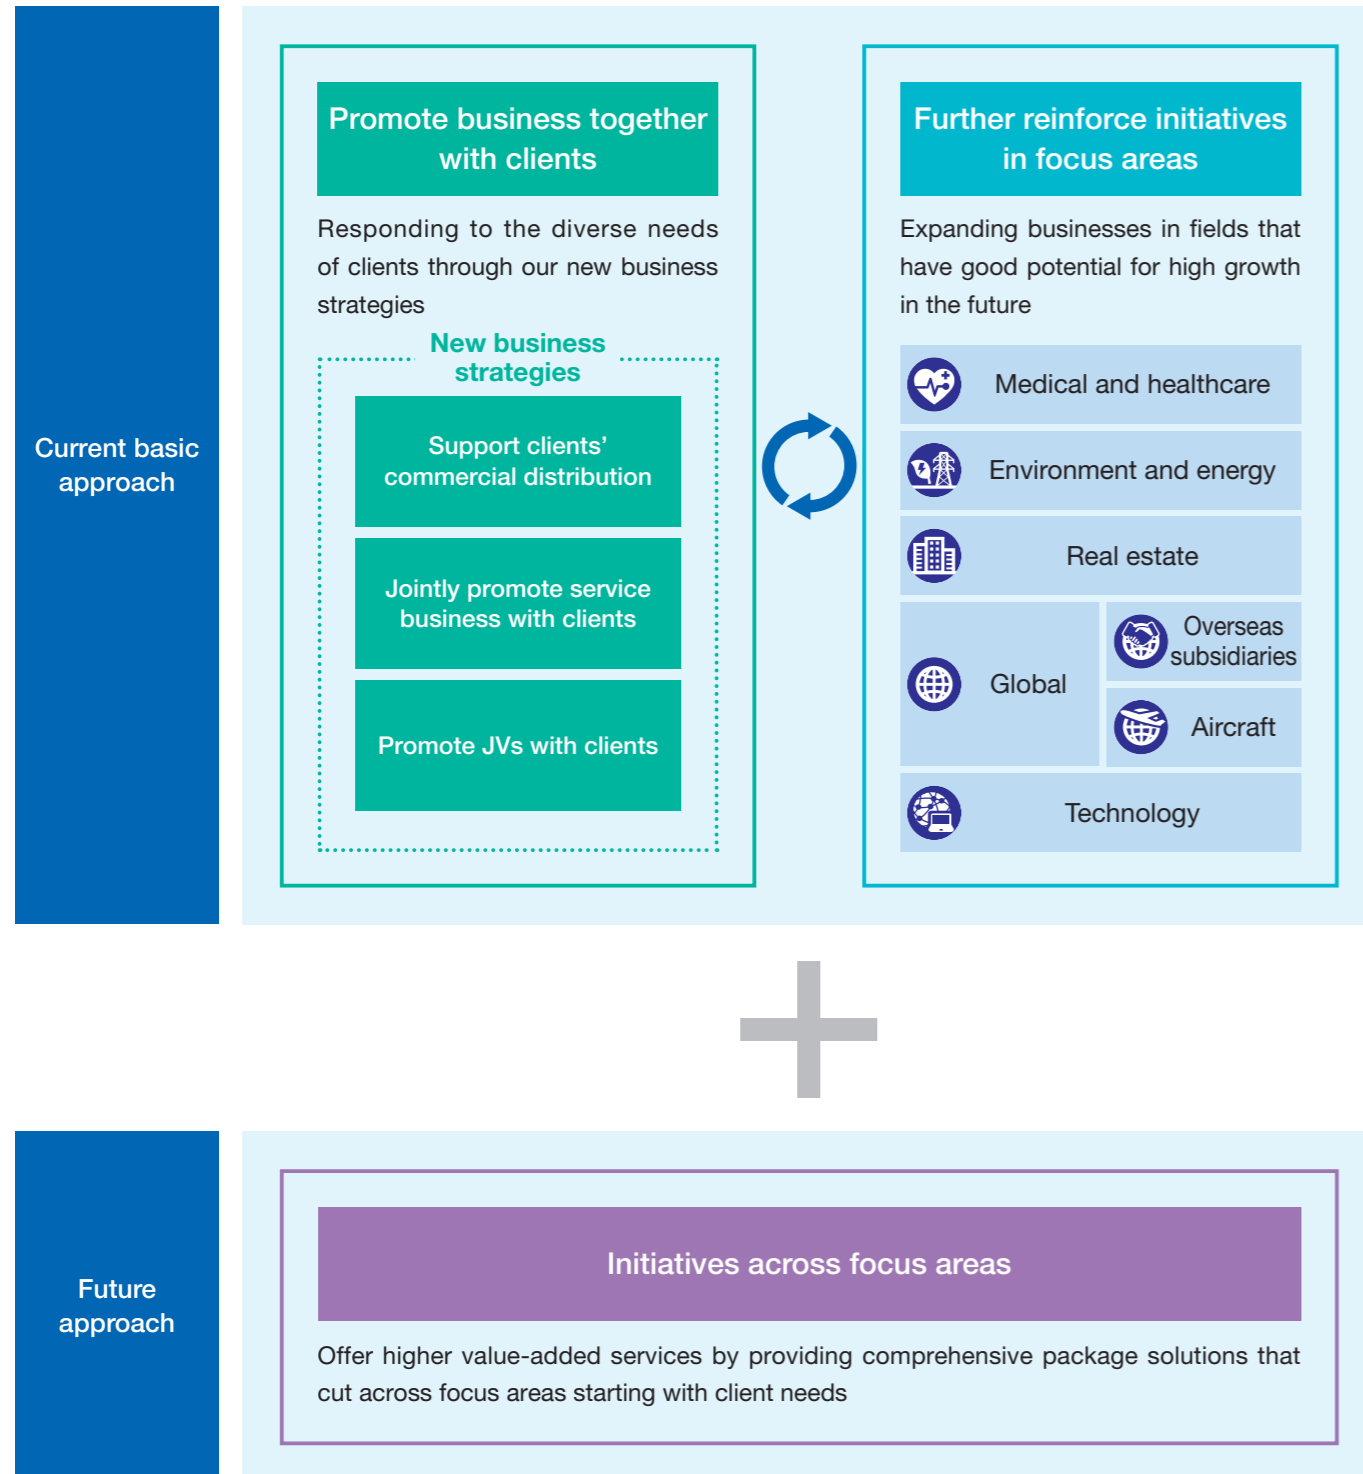 Current basic
approach
Promote business together
with clients
Responding to the diverse needs
of clients through our new business
strategies
New business
strategies
Support clients’
commercial distribution
Jointly promote service
business with clients
Promote JVs with clients
Further reinforce initiatives
in focus areas
Expanding businesses in fields that
have good potential for high growth
in the future
Medical and healthcare
Environment and energy
Real estate
Global
Overseas
subsidiaries
Aircraft
Technology
Future
approach
Initiatives across focus areas
Offer higher value-added services by providing comprehensive package solutions that
cut across focus areas starting with client needs